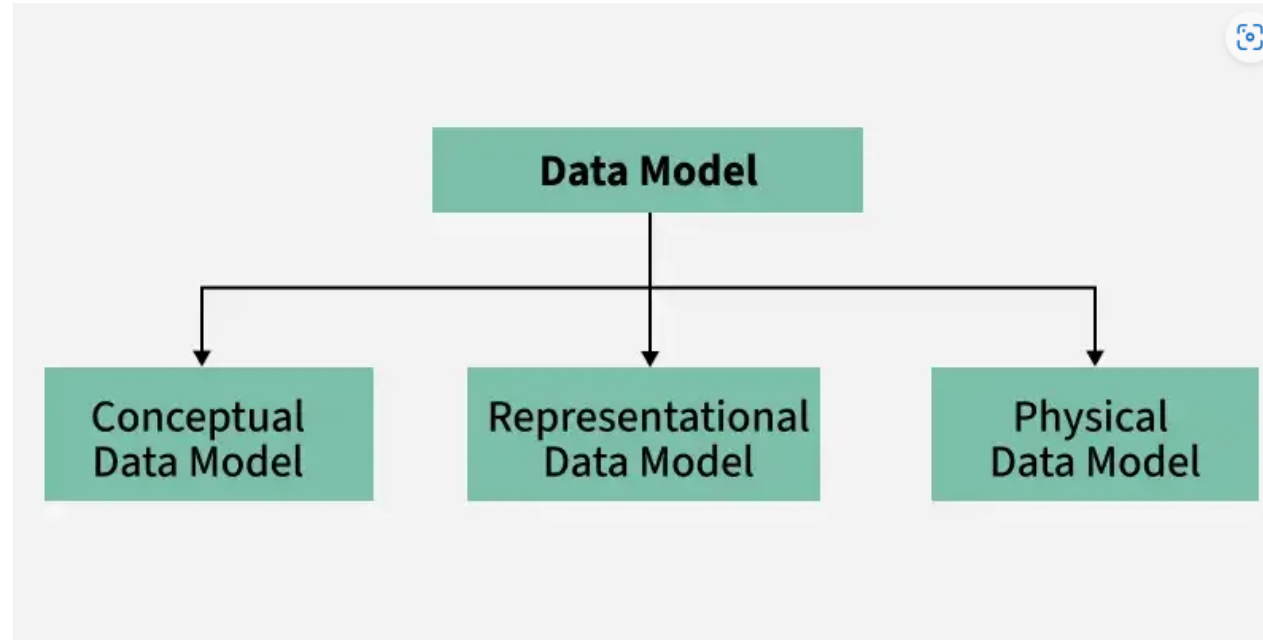 Data Model
Conceptual
Data Model
Representational
Data Model
Physical
Data Model